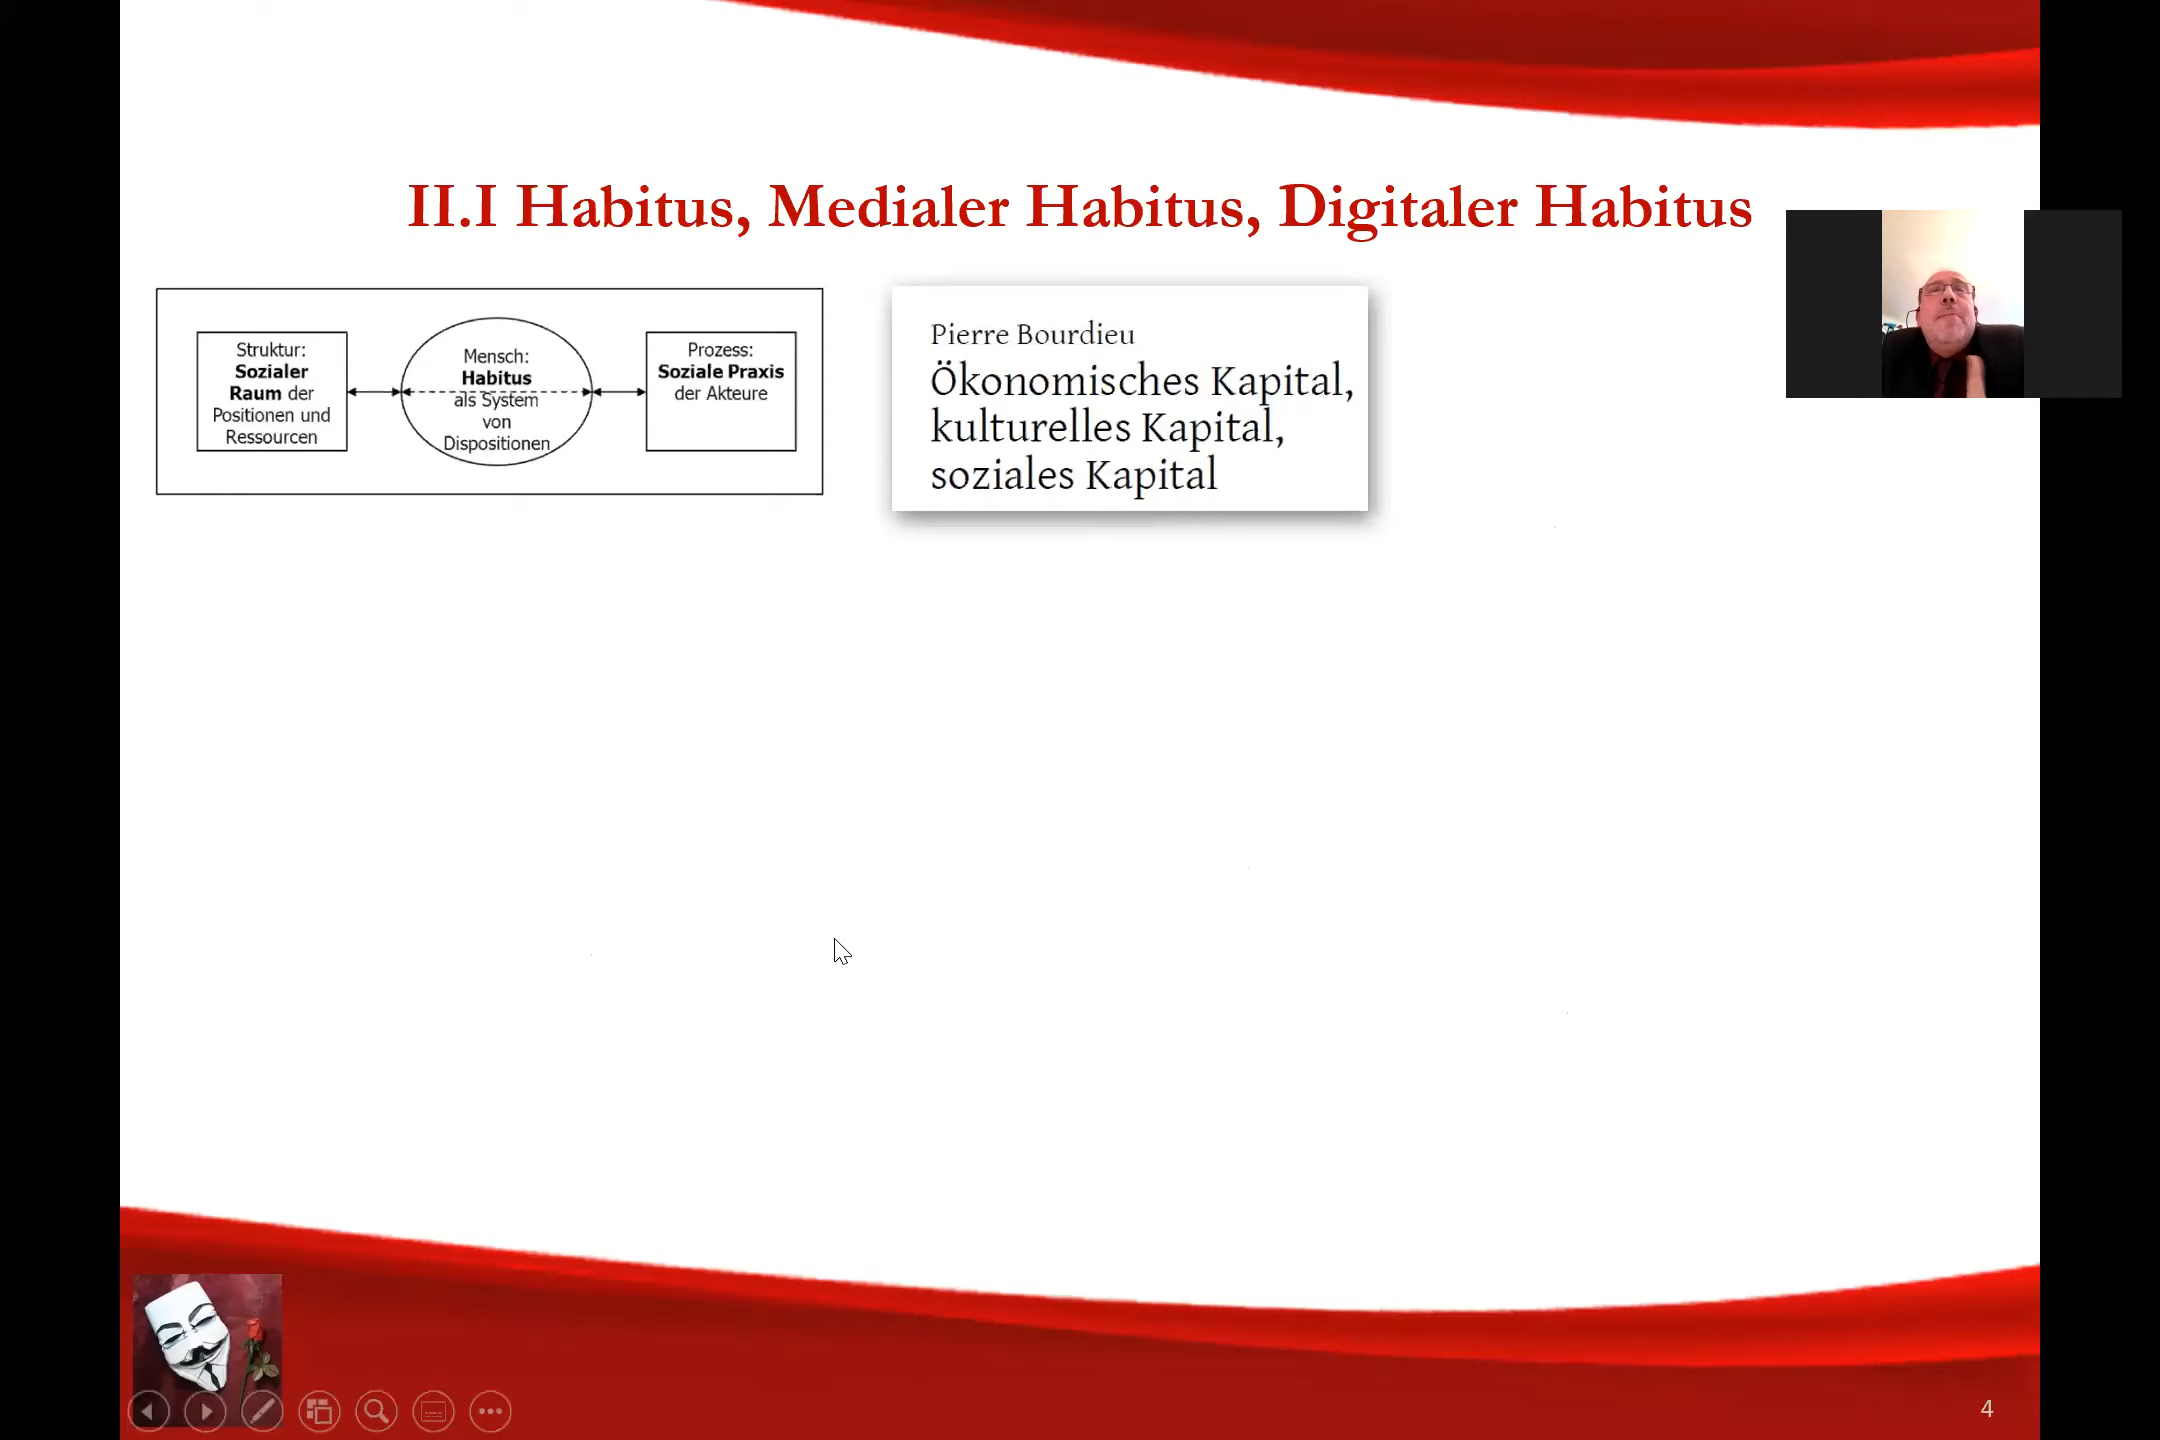 II.I Habitus, Medialer Habitus, Digitaler Habitus
Struktur:
Sozialer
Raum der
Positionen und
Ressourcen
Mensch:
Habitus
als System
von
Dispositionen
Prozess:
Soziale Praxis
der Akteure
Pierre Bourdieu
Ökonomisches Kapital,
kulturelles Kapital,
soziales Kapital
4